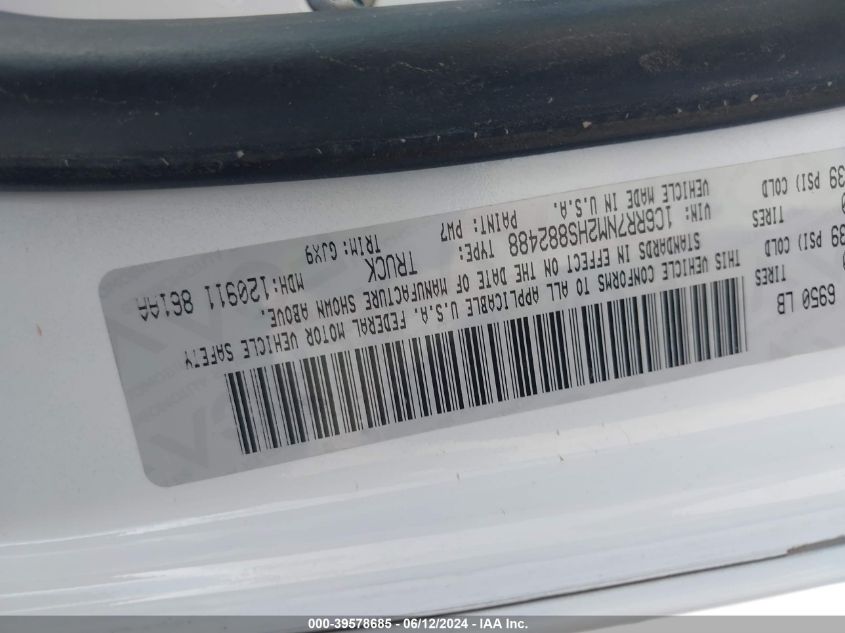 6950 LB
TIRES
39 PSI) COLD
TIRES
39 PSI) COLD
THIS VEHICLE CONFORMS TO ALL APPLICABLE U.S.A. FEDERAL MOTOR VEHICLE SAFETY
STANDARDS IN EFFECT ON THE DATE OF MANUFACTURE SHOWN ABOVE.
VIN: 1C6RR7NM2HS882488 TYPE: TRUCK MDH:120911 861AA
VEHICLE MADE IN U.S.A. PAINT: PW7 TRIM: GJX9
000-39578685 - 06/12/2024 - IAA Inc.